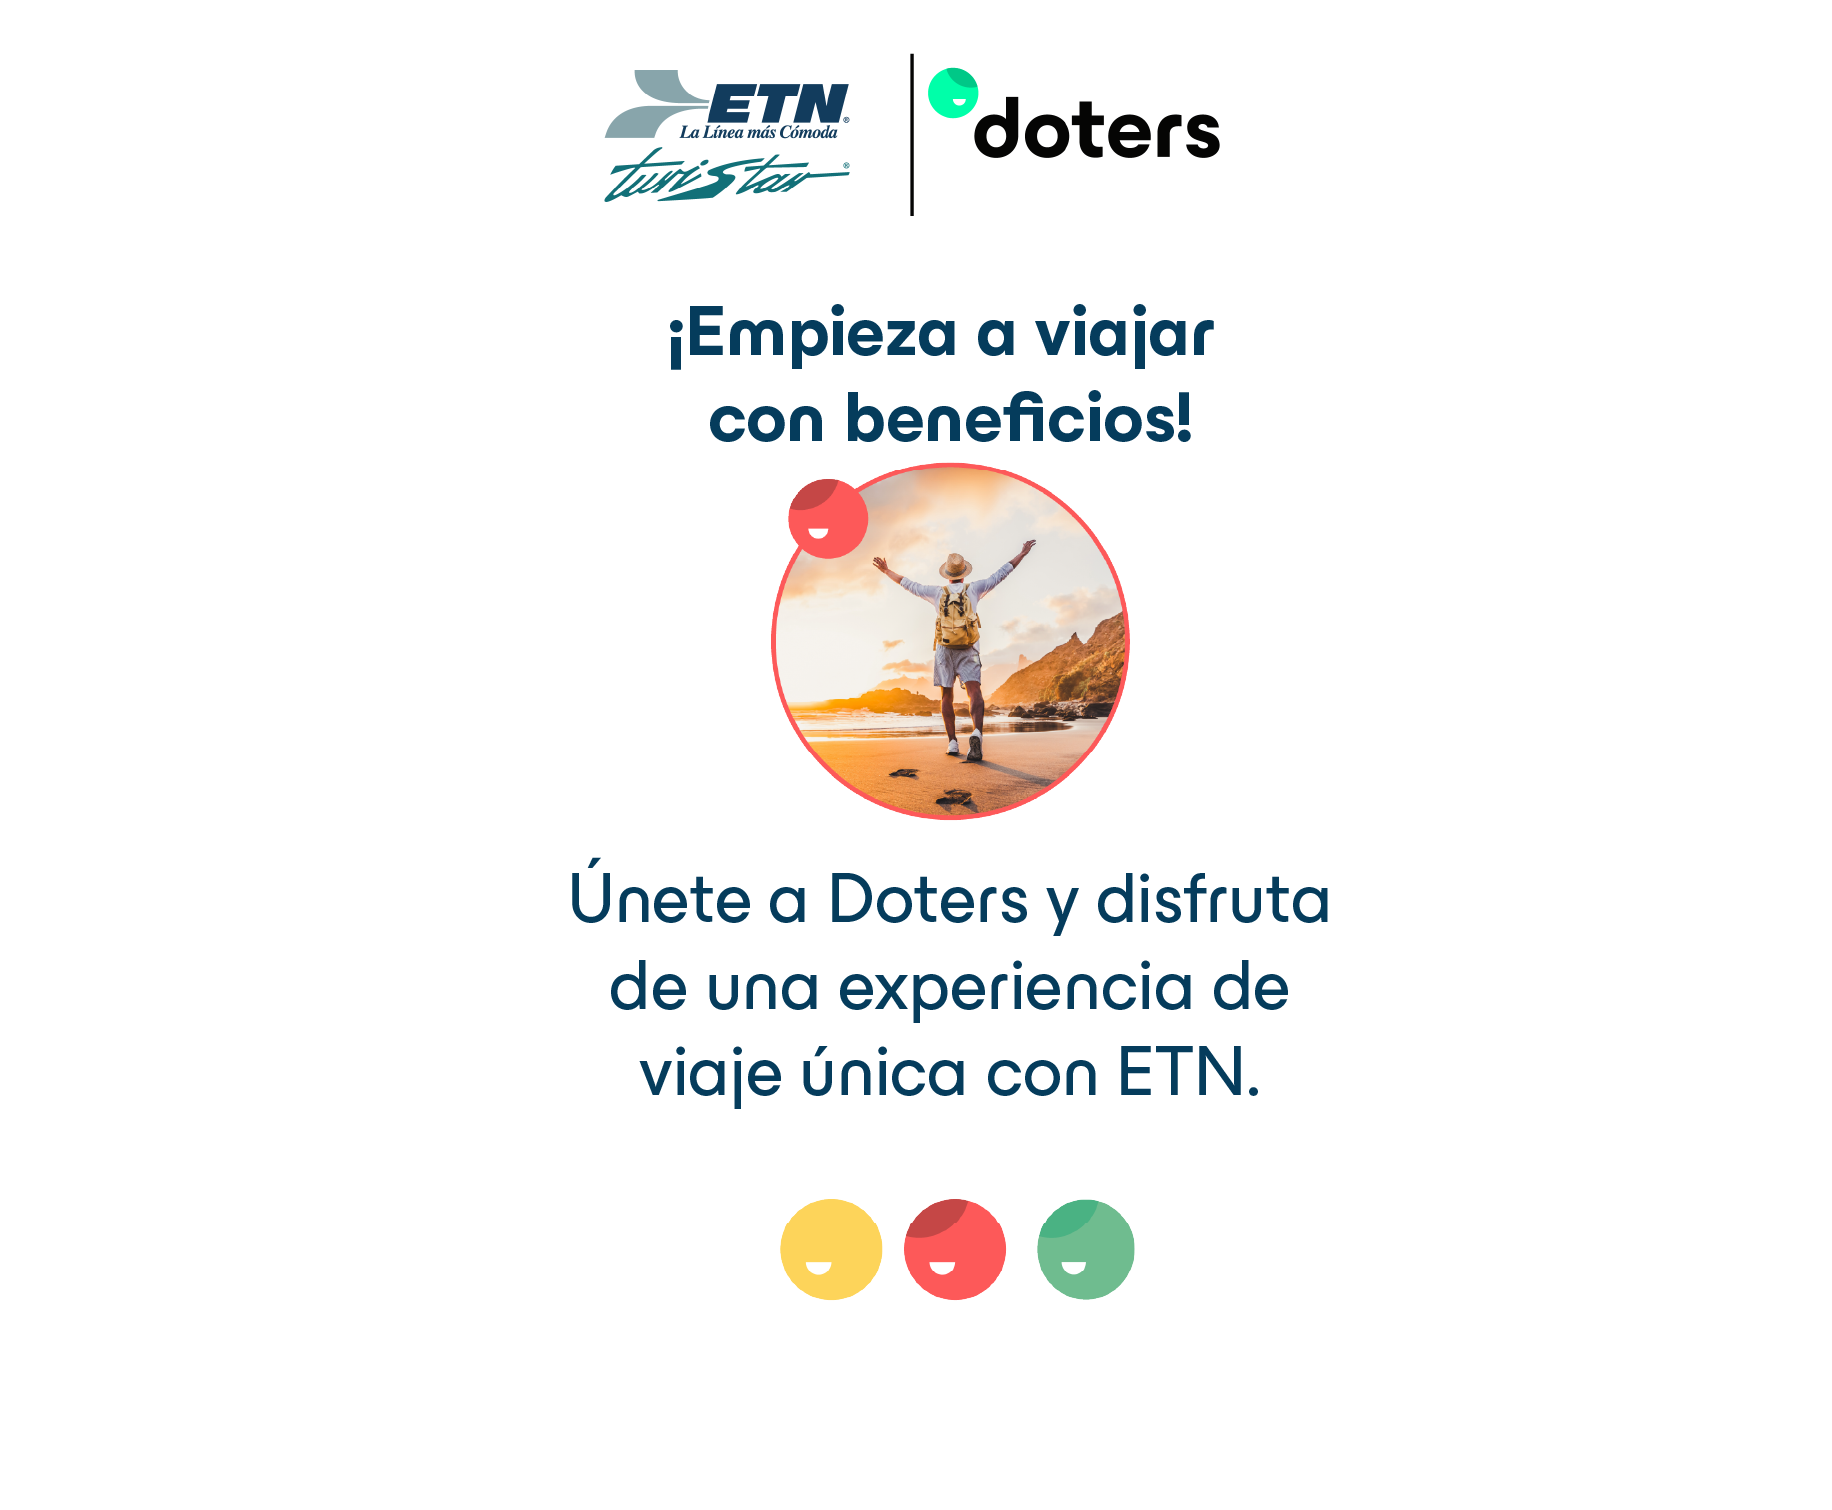 ETN®
La Línea más Cómoda
turistar®
doters
¡Empieza a viajar
con beneficios!
Únete a Doters y disfruta
de una experiencia de
viaje única con ETN.